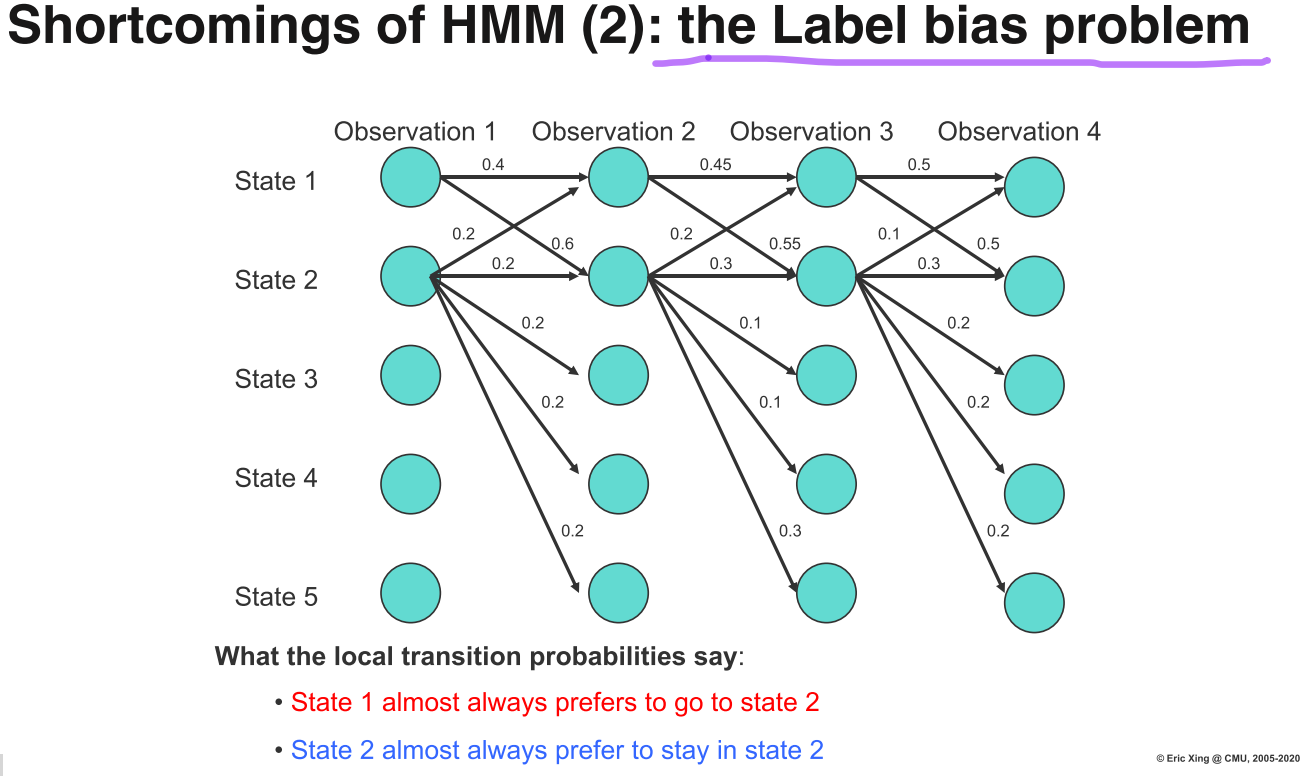 Shortcomings of HMM (2): the Label bias problem
Observation 1 Observation 2 Observation 3 Observation 4
State 1
0.4 0.45 0.5
0.2 0.6 0.2 0.55 0.1 0.5
State 2
0.2 0.3 0.3
0.2 0.1 0.2
State 3
0.2 0.1 0.2
State 4
0.2 0.3 0.2
State 5
What the local transition probabilities say:
• State 1 almost always prefers to go to state 2
• State 2 almost always prefer to stay in state 2
© Eric Xing @ CMU, 2005-2020